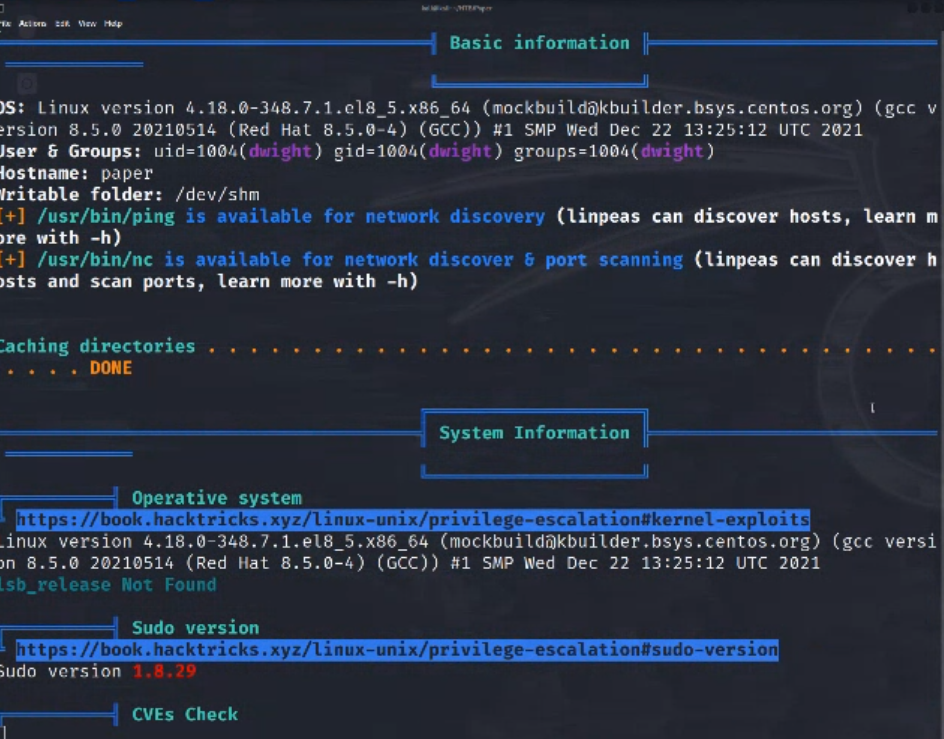 File Actions Edit View Help
Basic information
OS: Linux version 4.18.0-348.7.1.el8_5.x86_64 (mockbuild@kbuilder.bsys.centos.org) (gcc v
ersion 8.5.0 20210514 (Red Hat 8.5.0-4) (GCC)) #1 SMP Wed Dec 22 13:25:12 UTC 2021
User & Groups: uid=1004(dwight) gid=1004(dwight) groups=1004(dwight)
Hostname: paper
Writable folder: /dev/shm
[+] /usr/bin/ping is available for network discovery (linpeas can discover hosts, learn m
ore with -h)
[+] /usr/bin/nc is available for network discover & port scanning (linpeas can discover h
osts and scan ports, learn more with -h)
Caching directories . . . . . . . . . . . . . . . . . . . . . . . . . . . . . . . . . . .
. . . . DONE
System Information
Operative system
https://book.hacktricks.xyz/linux-unix/privilege-escalation#kernel-exploits
Linux version 4.18.0-348.7.1.el8_5.x86_64 (mockbuild@kbuilder.bsys.centos.org) (gcc versi
on 8.5.0 20210514 (Red Hat 8.5.0-4) (GCC)) #1 SMP Wed Dec 22 13:25:12 UTC 2021
lsb_release Not Found
Sudo version
https://book.hacktricks.xyz/linux-unix/privilege-escalation#sudo-version
Sudo version 1.8.29
CVEs Check